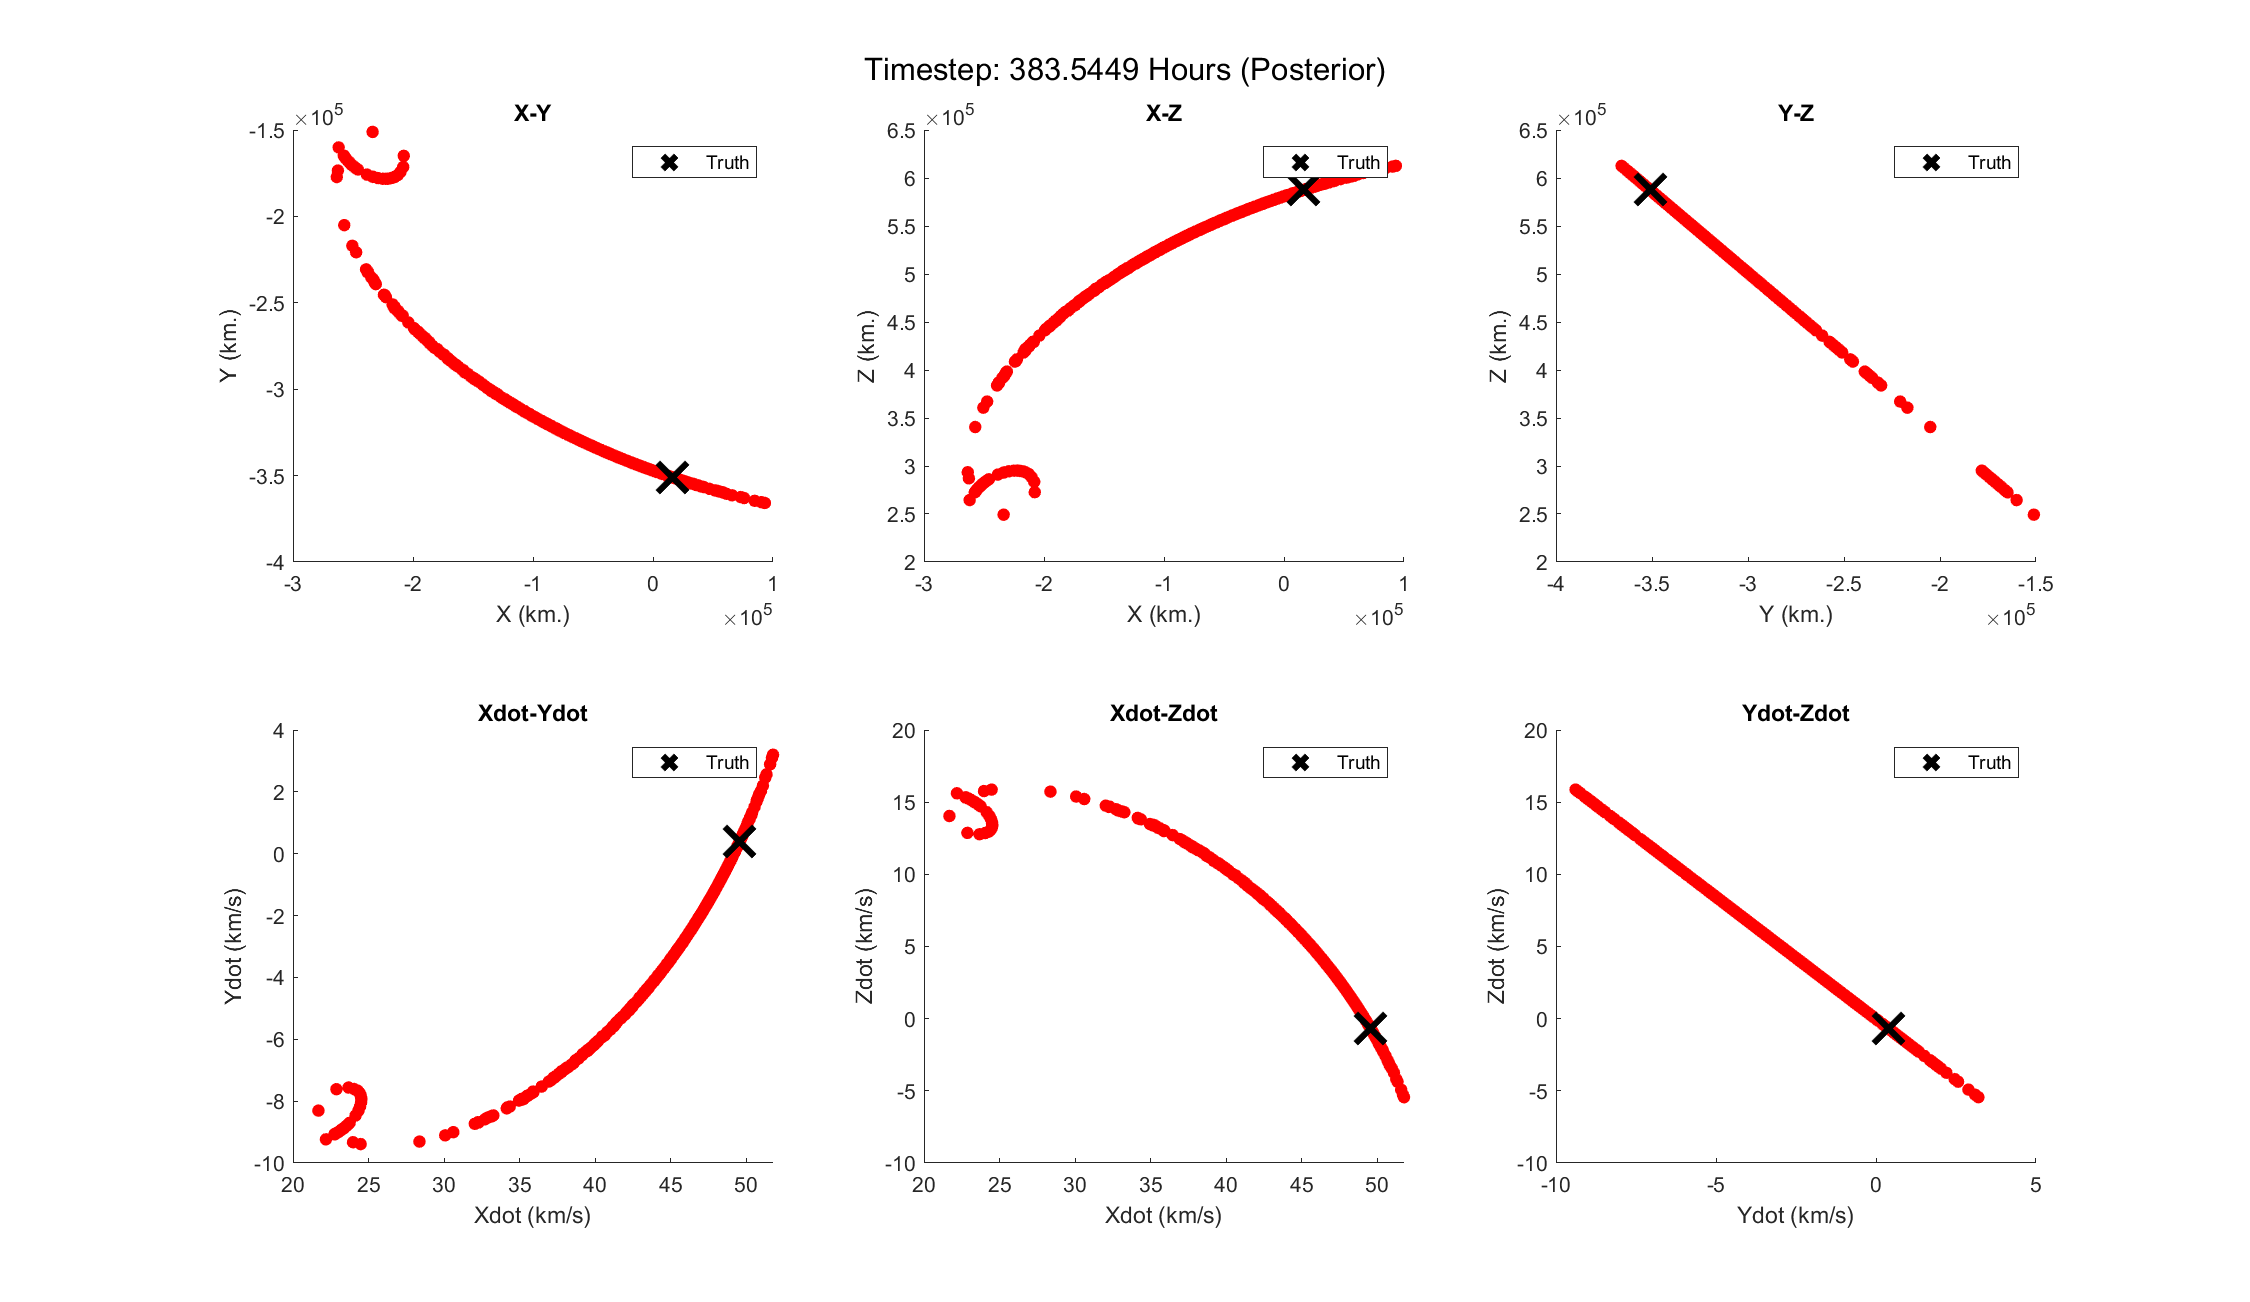 Timestep: 383.5449 Hours (Posterior)
X-Y
×10^5
-1.5
-2
-2.5
-3
-3.5
-4
-3 -2 -1 0 1
X (km.)
×10^5
Y (km.)
Truth
X-Z
×10^5
6.5
6
5.5
5
4.5
4
3.5
3
2.5
2
-3 -2 -1 0 1
X (km.)
×10^5
Z (km.)
Truth
Y-Z
×10^5
6.5
6
5.5
5
4.5
4
3.5
3
2.5
2
-4 -3.5 -3 -2.5 -2 -1.5
Y (km.)
×10^5
Z (km.)
Truth
Xdot-Ydot
4
2
0
-2
-4
-6
-8
-10
20 25 30 35 40 45 50
Xdot (km/s)
Ydot (km/s)
Truth
Xdot-Zdot
20
15
10
5
0
-5
-10
20 25 30 35 40 45 50
Xdot (km/s)
Zdot (km/s)
Truth
Ydot-Zdot
20
15
10
5
0
-5
-10
-10 -5 0 5
Ydot (km/s)
Zdot (km/s)
Truth